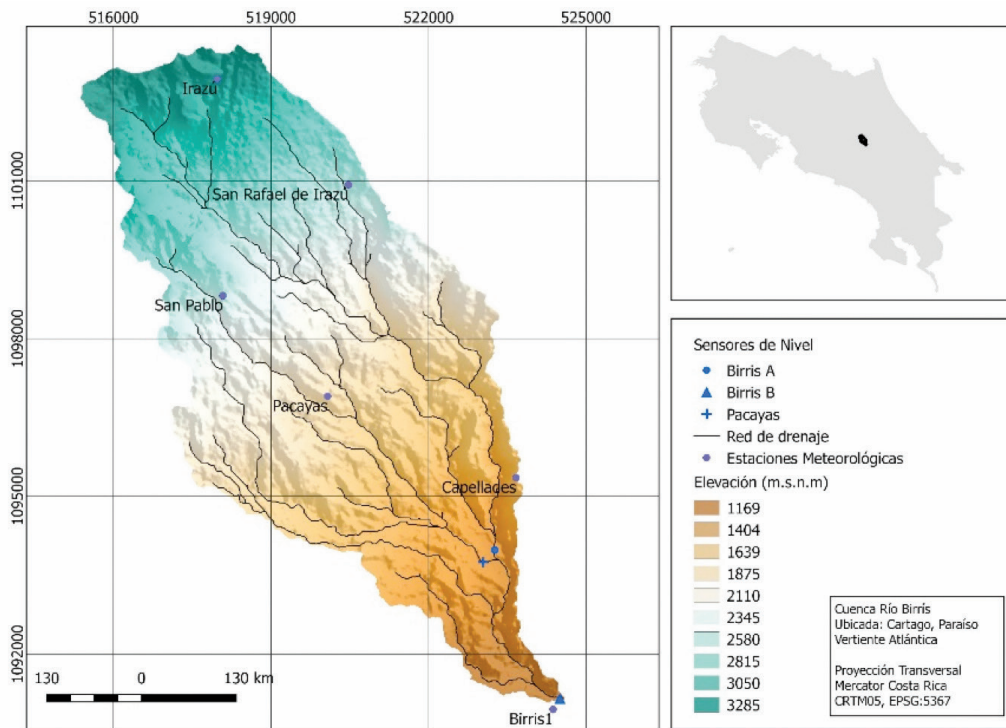 516000
519000
522000
525000
1101000
1098000
1095000
1092000
Irazú
San Rafael de Irazú
San Pablo
Pacayas
Capellades
Birris1
130
0
130 km
Sensores de Nivel
Birris A
Birris B
Pacayas
Red de drenaje
Estaciones Meteorológicas
Elevación (m.s.n.m)
1169
1404
1639
1875
2110
2345
2580
2815
3050
3285
Cuenca Río Birrís
Ubicada: Cartago, Paraíso
Vertiente Atlántica
Proyección Transversal
Mercator Costa Rica
CRTM05, EPSG:5367